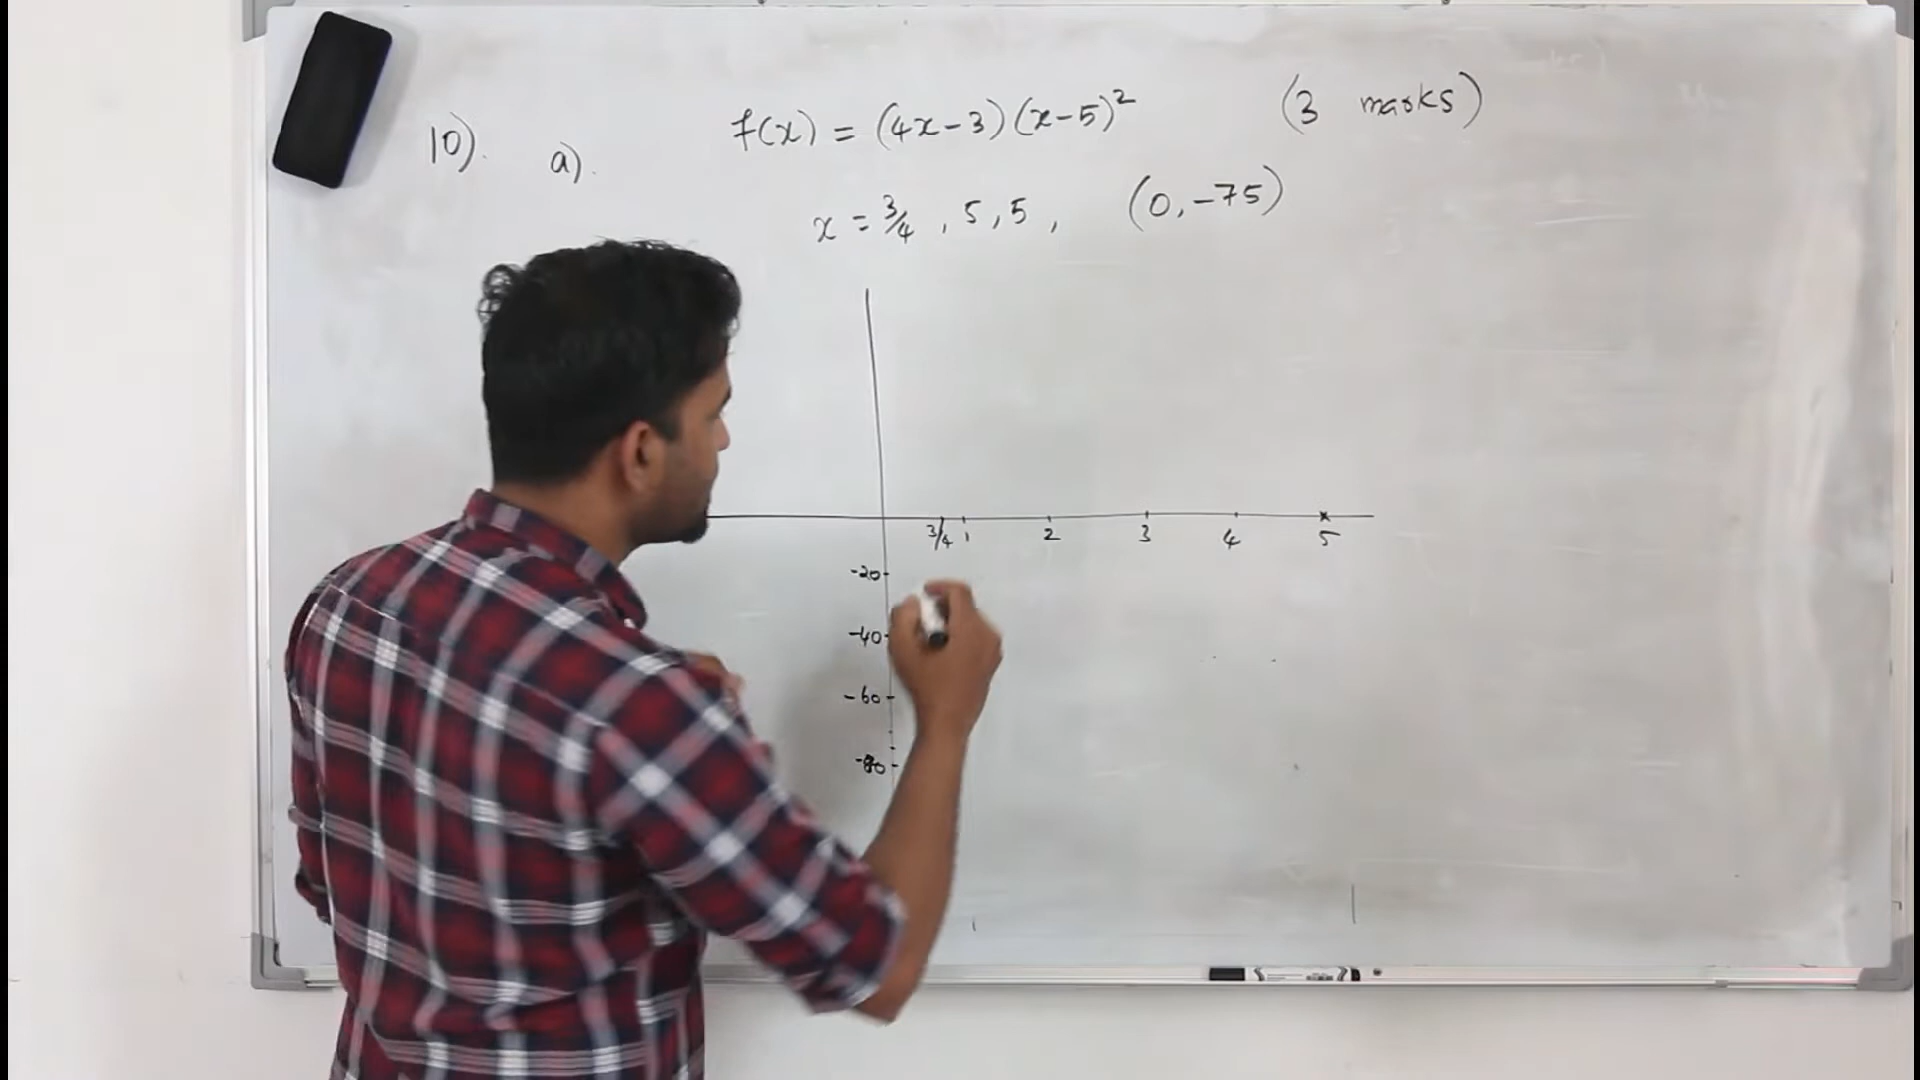 10). a). f(x) = (4x-3)(x-5)² (3 marks)
x = 3/4, 5, 5, (0, -75)
3/4 1 2 3 4 5
-20
-40
-60
-80